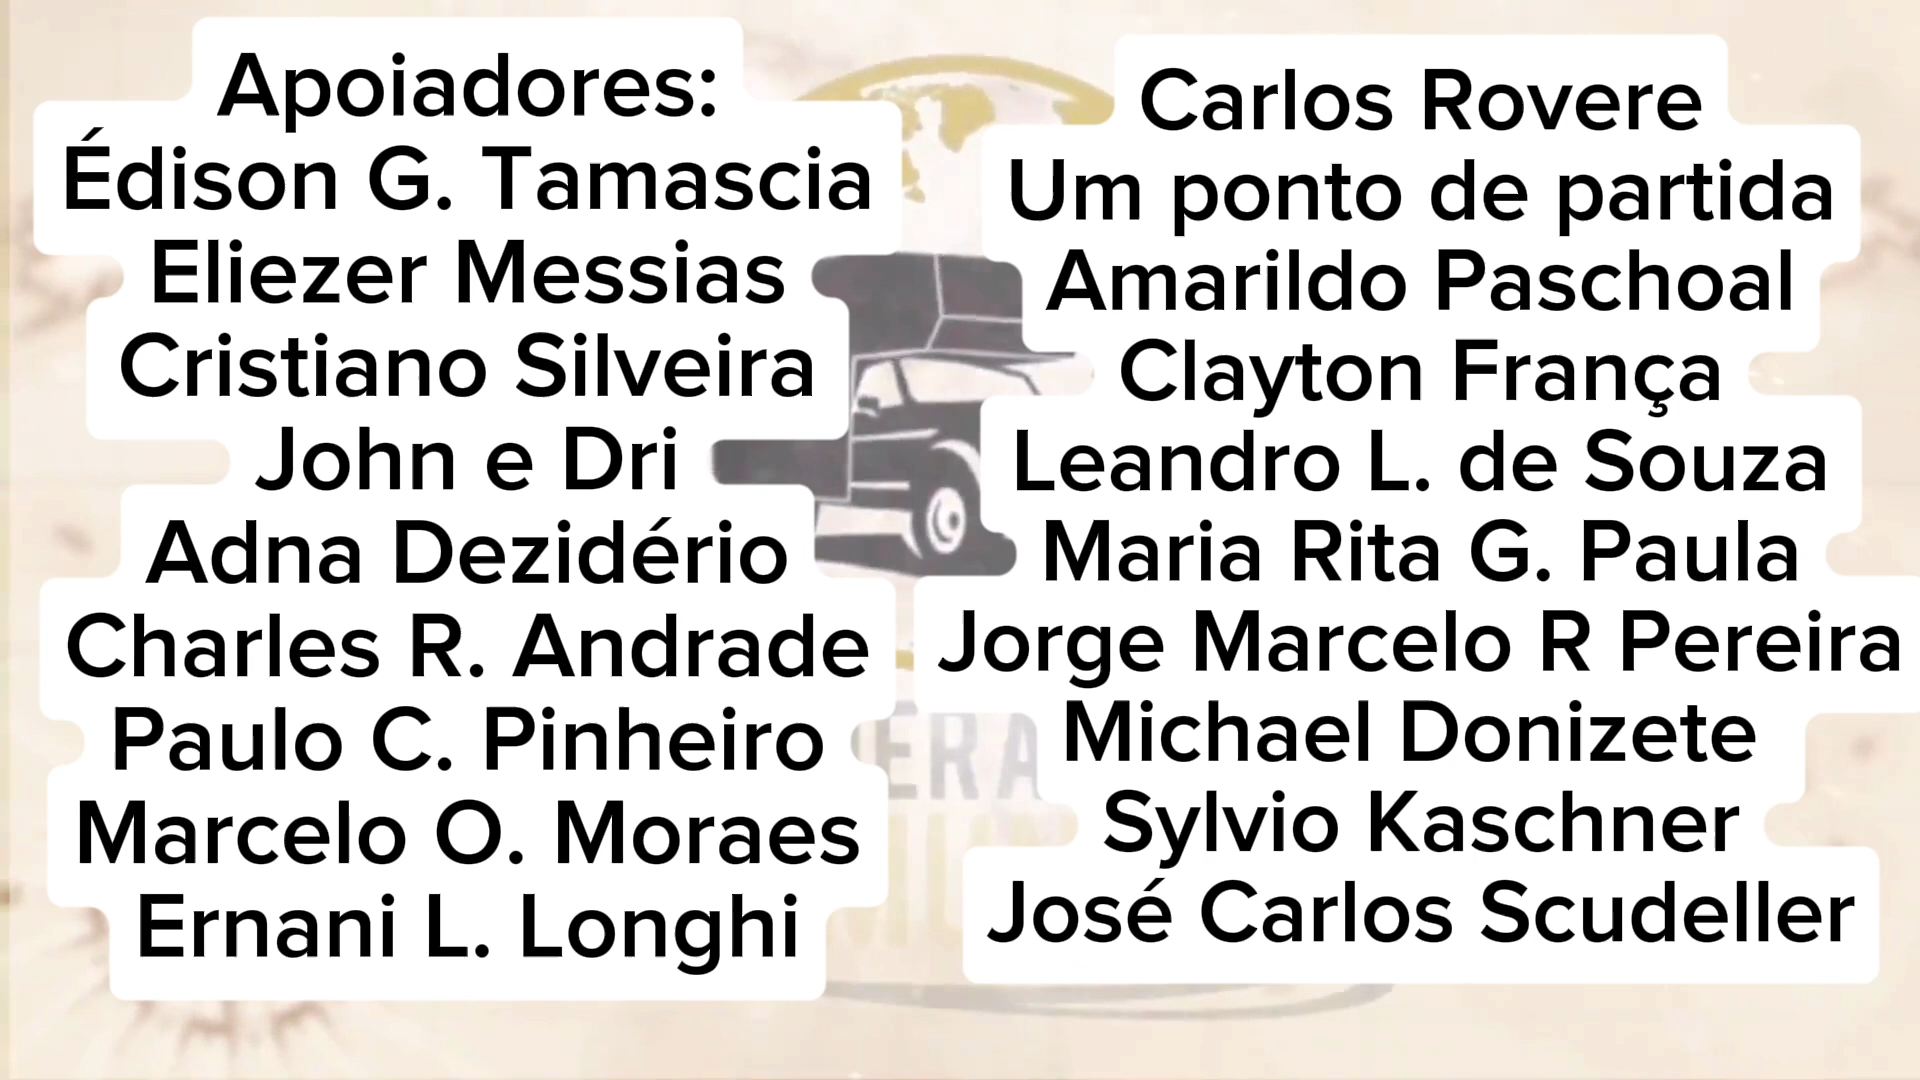 Apoiadores:
Édison G. Tamascia
Eliezer Messias
Cristiano Silveira
John e Dri
Adna Dezidério
Charles R. Andrade
Paulo C. Pinheiro
Marcelo O. Moraes
Ernani L. Longhi
Carlos Rovere
Um ponto de partida
Amarildo Paschoal
Clayton França
Leandro L. de Souza
Maria Rita G. Paula
Jorge Marcelo R Pereira
Michael Donizete
Sylvio Kaschner
José Carlos Scudeller